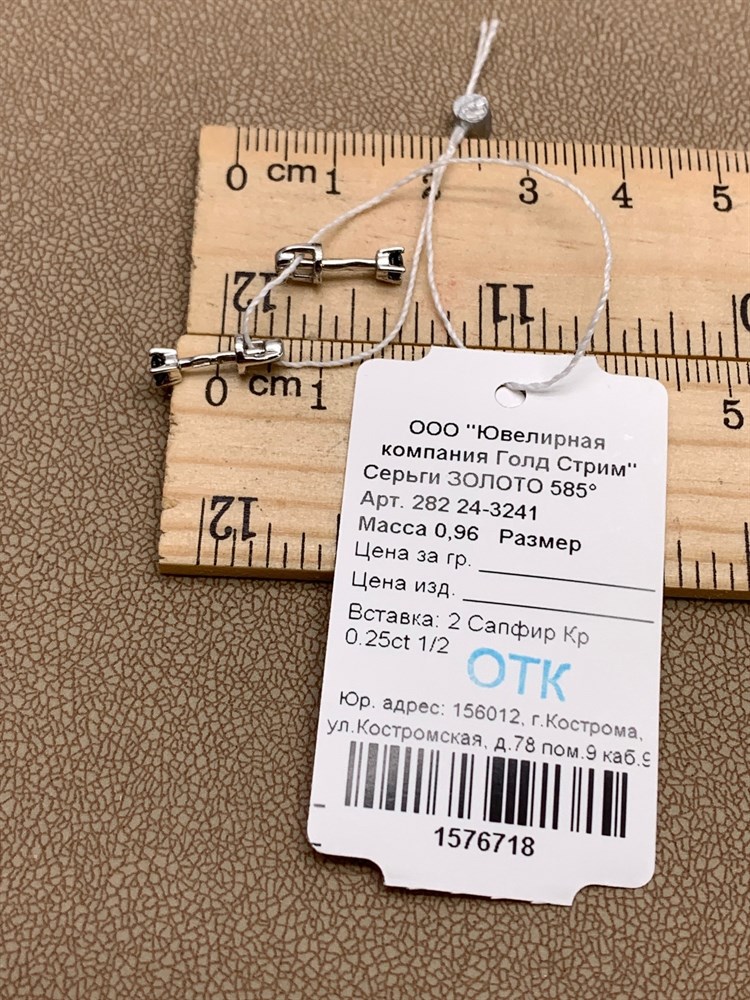 0 cm 1 2 3 4 5
12 11
0 cm 1 5
12
ООО "Ювелирная
компания Голд Стрим"
Серьги ЗОЛОТО 585°
Арт. 282 24-3241
Масса 0,96 Размер
Цена за гр.
Цена изд.
Вставка: 2 Сапфир Кр
0.25ct 1/2
ОТК
Юр. адрес: 156012, г.Кострома,
ул.Костромская, д.78 пом.9 каб.9
1576718